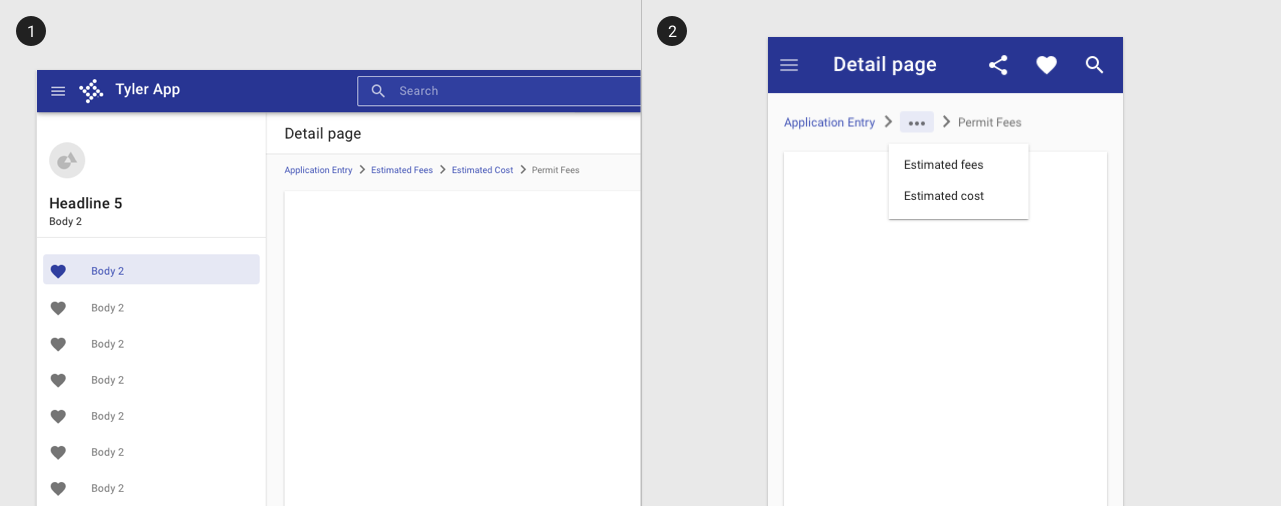 1
Tyler App
Search
Detail page
Application Entry Estimated Fees Estimated Cost Permit Fees
Headline 5
Body 2
Body 2
Body 2
Body 2
Body 2
Body 2
Body 2
Body 2
2
Detail page
Application Entry ... Permit Fees
Estimated fees
Estimated cost